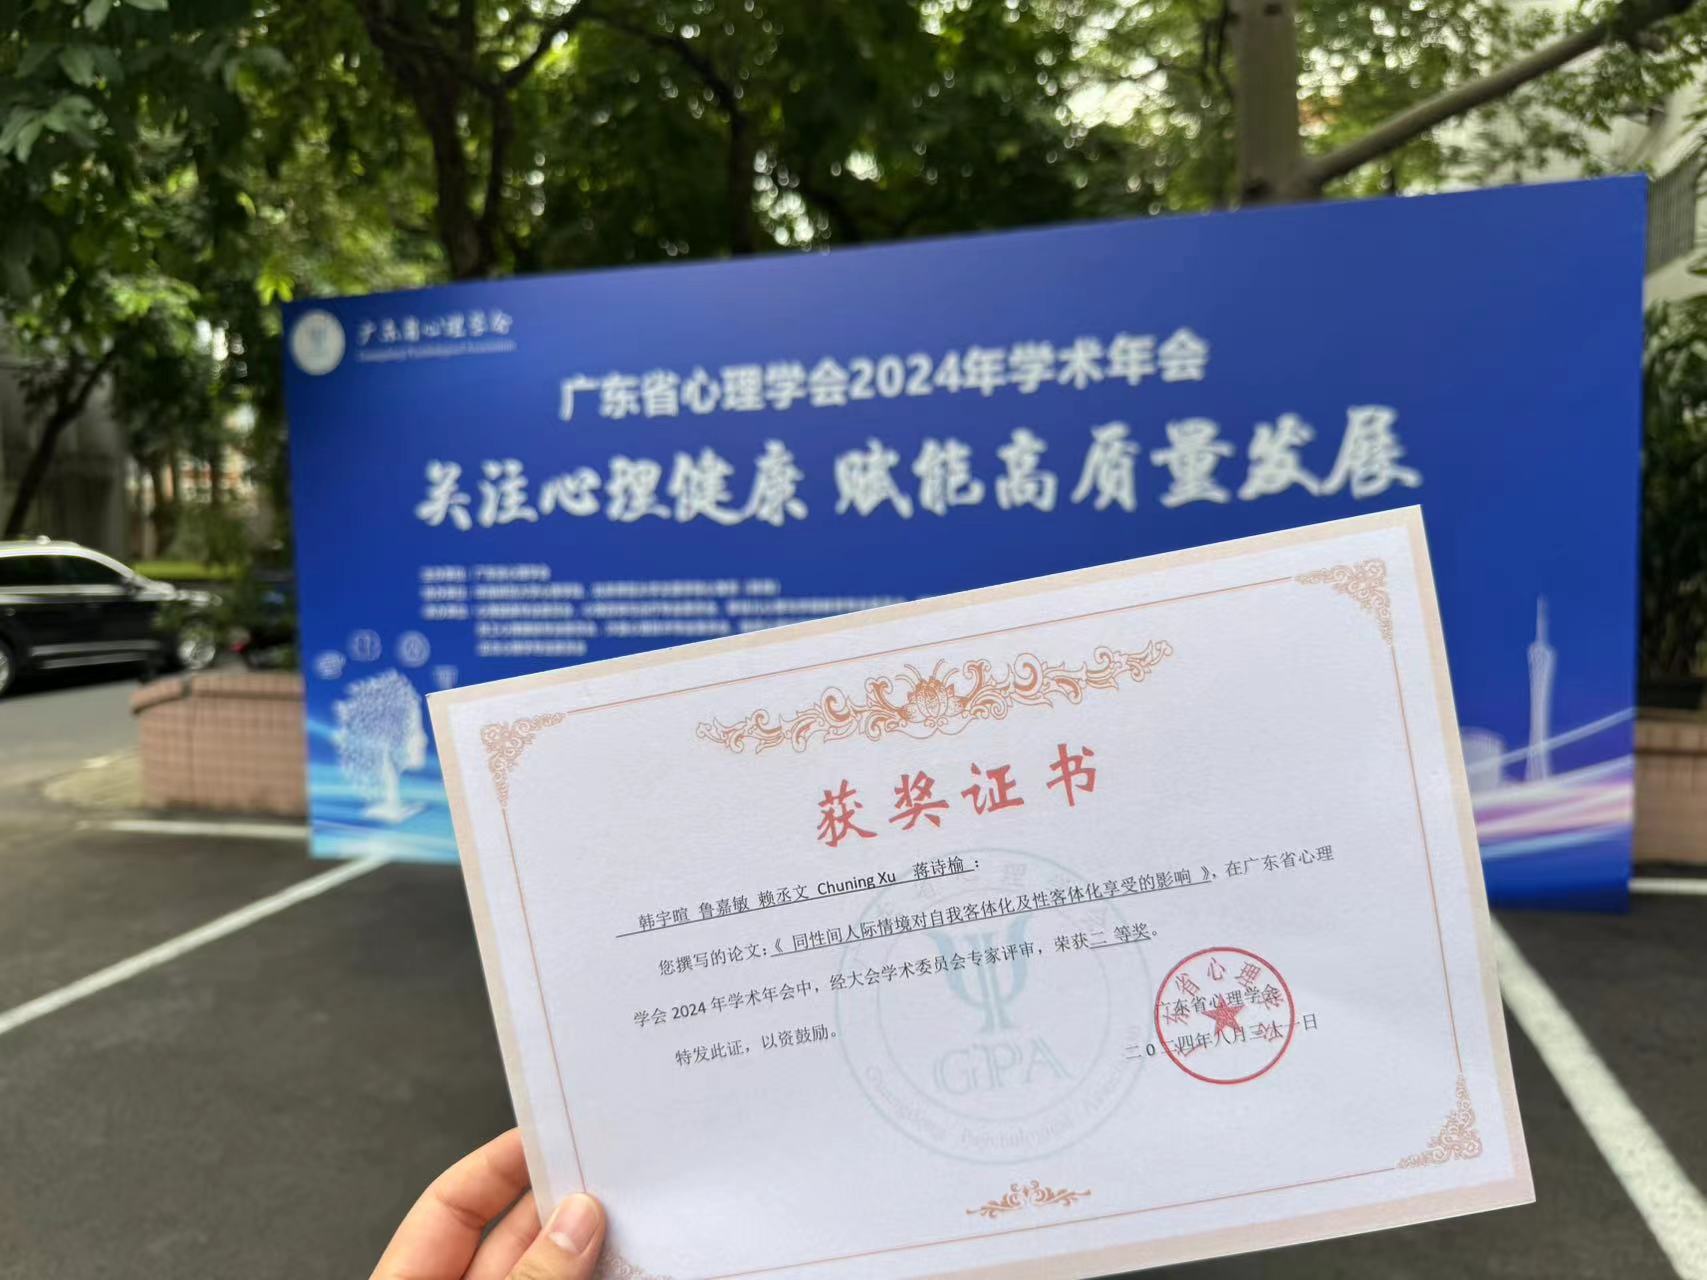 广东省心理学会
广东省心理学会2024年学术年会
关注心理健康 赋能高质量发展
获奖证书
韩宇暄 鲁嘉敏 赖丞文 Chuning Xu 蒋诗榆：
您撰写的论文：《 同性间人际情境对自我客体化及性客体化享受的影响 》，在广东省心理
学会 2024 年学术年会中，经大会学术委员会专家评审，荣获二 等奖。
特发此证，以资鼓励。
广东省心理学会
二0二四年八月三十一日
GPA
Guangdong Psychological Association